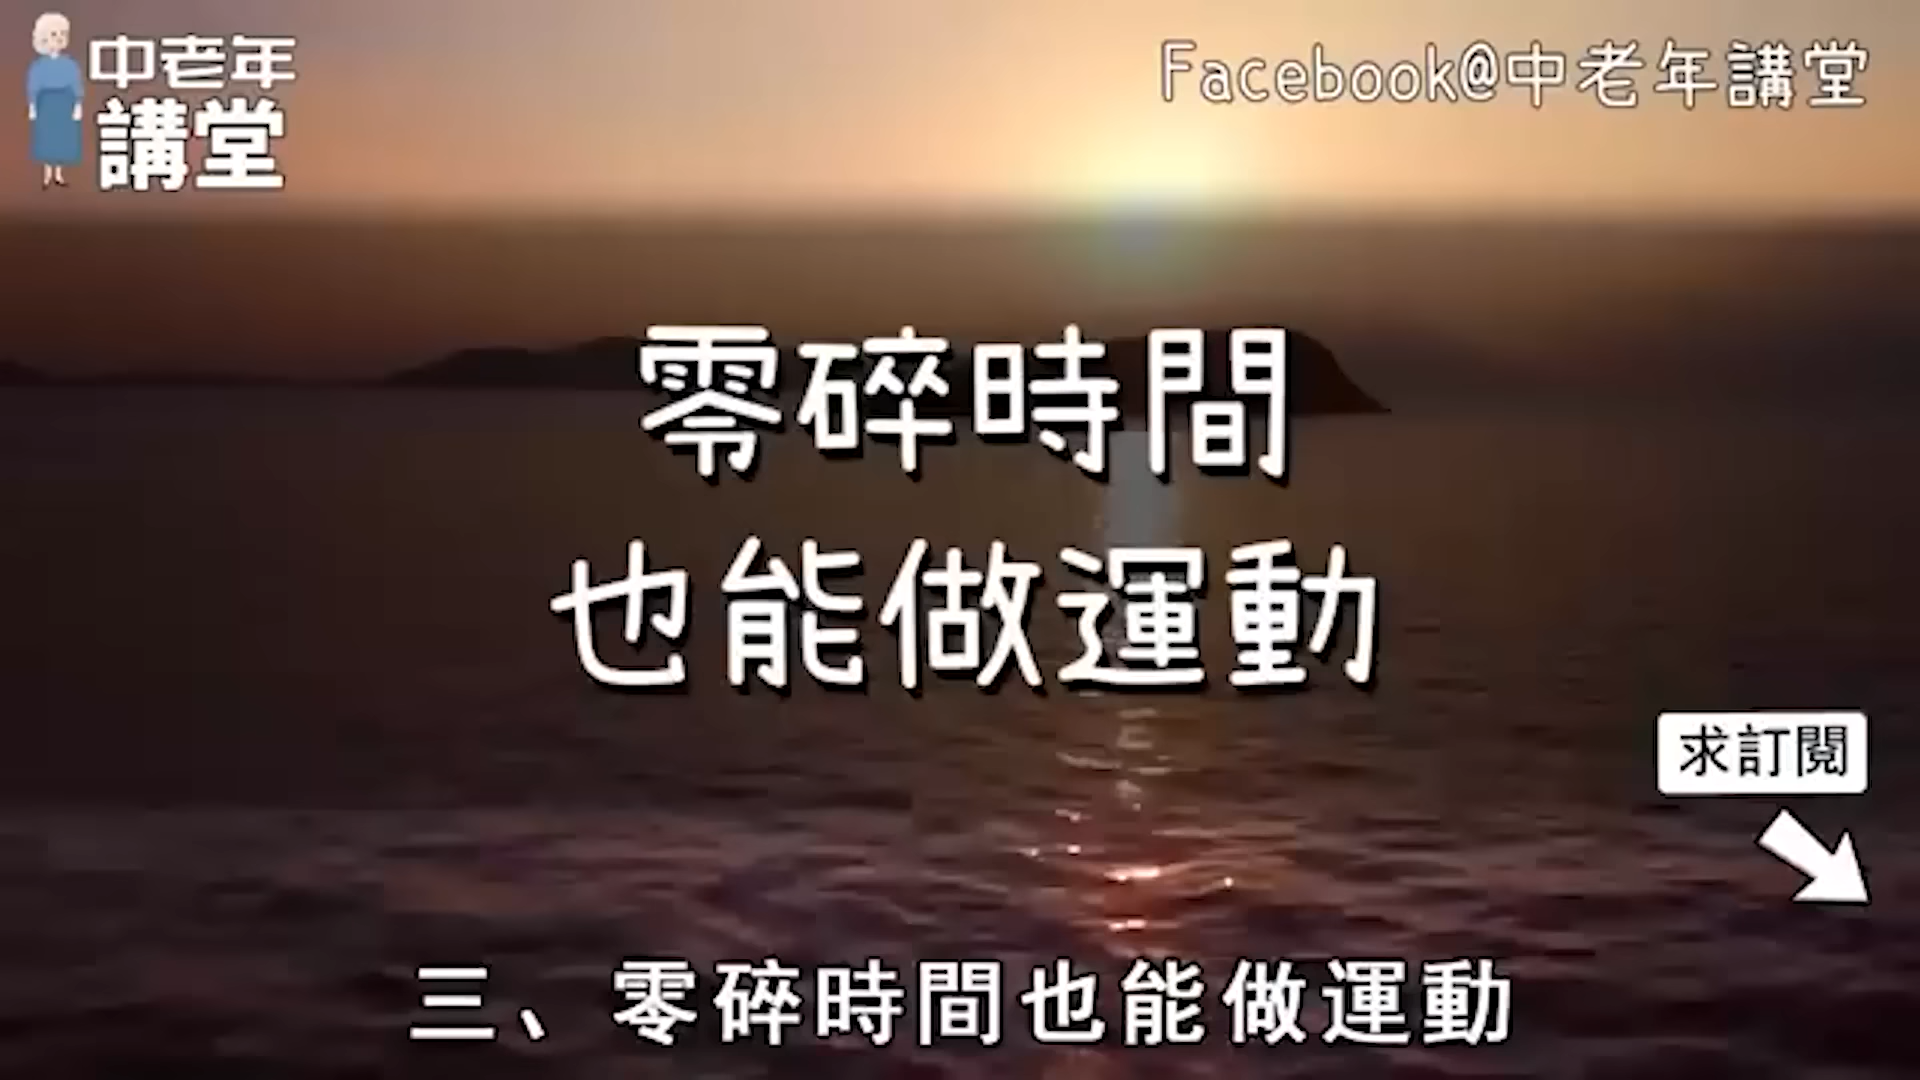 中老年
講堂
Facebook@中老年講堂
零碎時間
也能做運動
求訂閱
三、零碎時間也能做運動